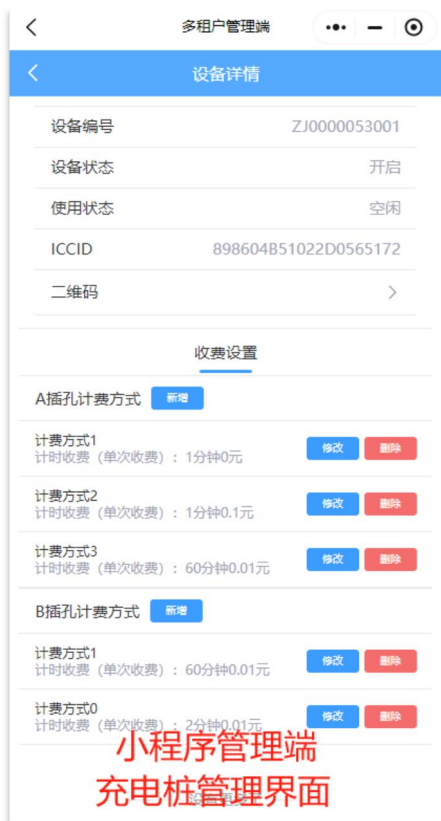 多租户管理端
设备详情
设备编号 ZJ0000053001
设备状态 开启
使用状态 空闲
ICCID 898604B51022D0565172
二维码
收费设置
A插孔计费方式 新增
计费方式1
计时收费（单次收费）：1分钟0元
修改 删除
计费方式2
计时收费（单次收费）：1分钟0.1元
修改 删除
计费方式3
计时收费（单次收费）：60分钟0.01元
修改 删除
B插孔计费方式 新增
计费方式1
计时收费（单次收费）：60分钟0.01元
修改 删除
计费方式0
计时收费（单次收费）：2分钟0.01元
修改 删除
小程序管理端
充电桩管理界面